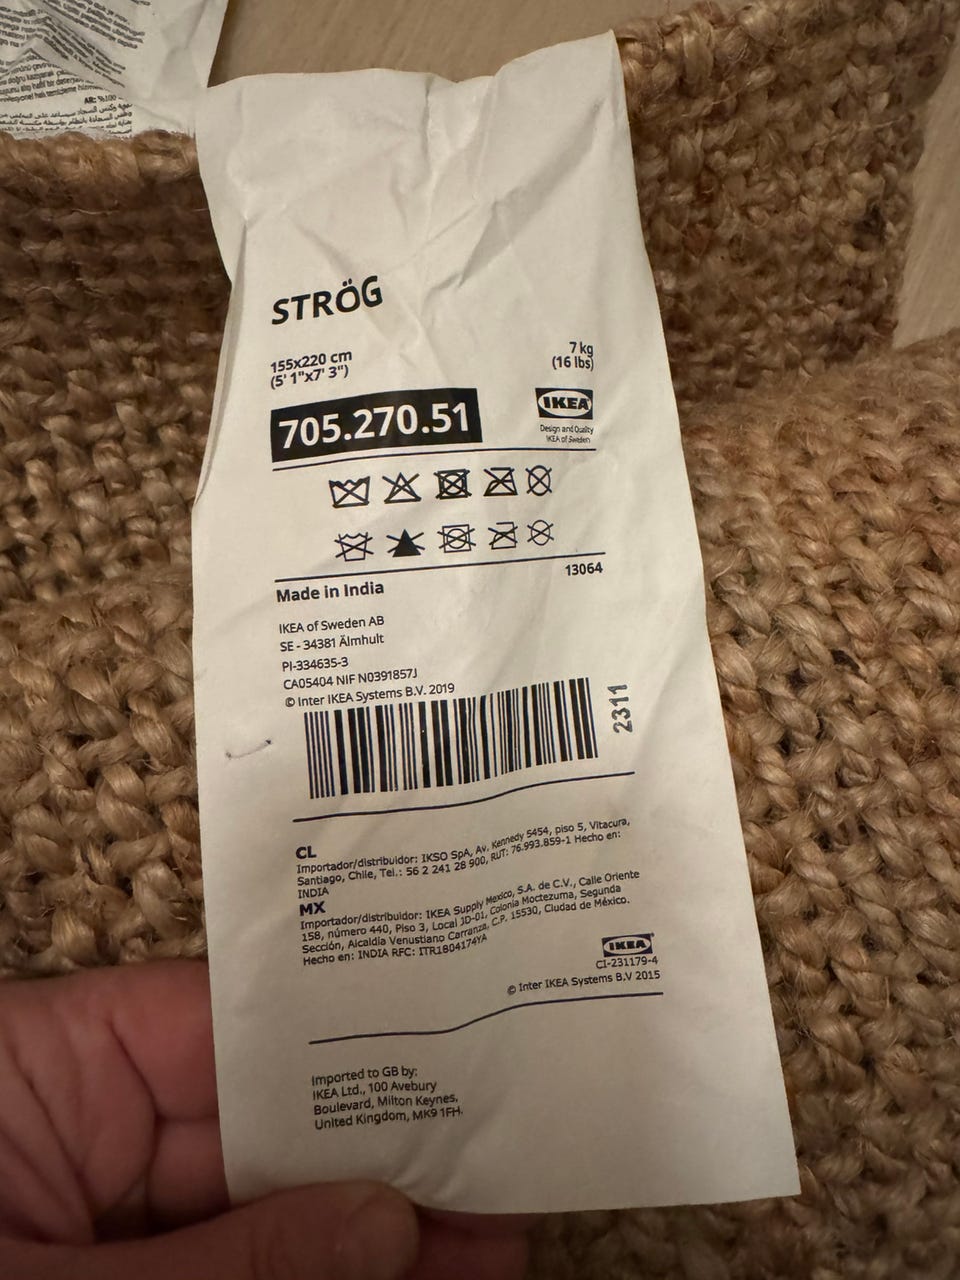 AR: %100
STRÖG
155x220 cm
(5' 1"x7' 3")
7 kg
(16 lbs)
705.270.51
IKEA
Design and Quality
IKEA of Sweden
13064
Made in India
IKEA of Sweden AB
SE - 34381 Älmhult
PI-334635-3
CA05404 NIF N0391857J
© Inter IKEA Systems B.V. 2019
2311
CL
Importador/distribuidor: IKSO SpA, Av. Kennedy 5454, piso 5, Vitacura,
Santiago, Chile, Tel.: 56 2 241 28 900, RUT: 76.993.859-1 Hecho en:
INDIA
MX
Importador/distribuidor: IKEA Supply Mexico, S.A. de C.V., Calle Oriente
158, número 440, Piso 3, Local JD-01, Colonia Moctezuma, Segunda
Sección, Alcaldia Venustiano Carranza, C.P. 15530, Ciudad de México.
Hecho en: INDIA RFC: ITR1804174YA
IKEA
CI-231179-4
© Inter IKEA Systems B.V 2015
Imported to GB by:
IKEA Ltd., 100 Avebury
Boulevard, Milton Keynes,
United Kingdom, MK9 1FH.